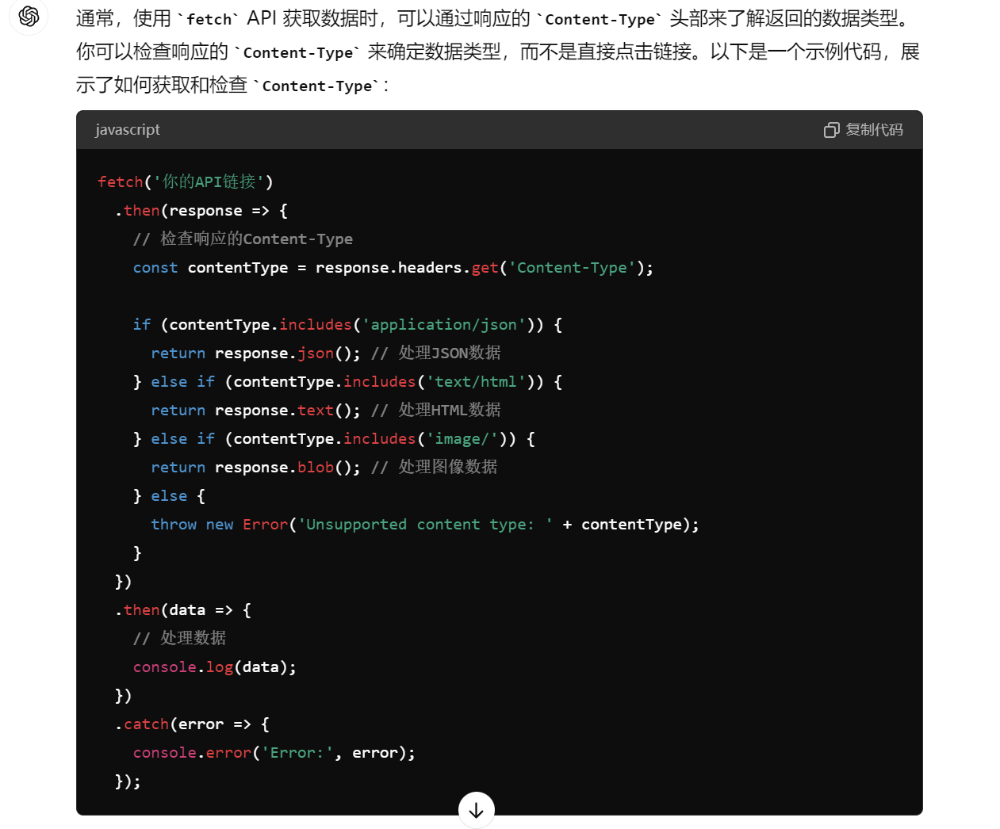 通常，使用 `fetch` API 获取数据时，可以通过响应的 `Content-Type` 头部来了解返回的数据类型。
你可以检查响应的 `Content-Type` 来确定数据类型，而不是直接点击链接。以下是一个示例代码，展
示了如何获取和检查 `Content-Type`：
javascript 复制代码
fetch('你的API链接')
  .then(response => {
    // 检查响应的Content-Type
    const contentType = response.headers.get('Content-Type');

    if (contentType.includes('application/json')) {
      return response.json(); // 处理JSON数据
    } else if (contentType.includes('text/html')) {
      return response.text(); // 处理HTML数据
    } else if (contentType.includes('image/')) {
      return response.blob(); // 处理图像数据
    } else {
      throw new Error('Unsupported content type: ' + contentType);
    }
  })
  .then(data => {
    // 处理数据
    console.log(data);
  })
  .catch(error => {
    console.error('Error:', error);
  });